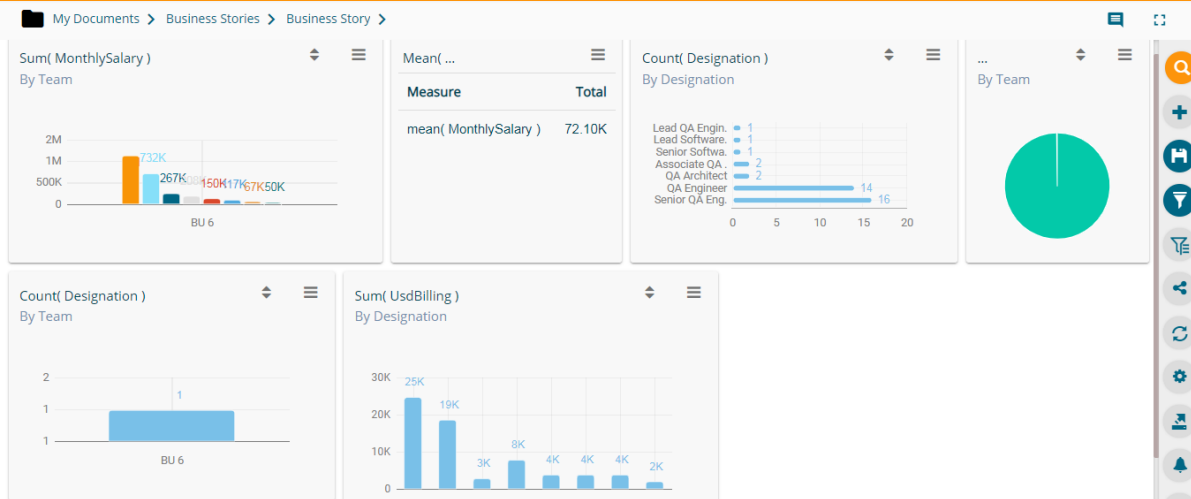 My Documents > Business Stories > Business Story >
Sum( MonthlySalary )
By Team
2M
1M
500K
0
732K
267K
150K
17K
67K
50K
BU 6
Mean( ...
Measure Total
mean( MonthlySalary ) 72.10K
Count( Designation )
By Designation
Lead QA Engin. 1
Lead Software. 1
Senior Softwa. 1
Associate QA . 2
QA Architect 2
QA Engineer 14
Senior QA Eng. 16
0 5 10 15 20
...
By Team
Count( Designation )
By Team
2
1
1
1
BU 6
Sum( UsdBilling )
By Designation
30K
20K
10K
0
25K
19K
3K
8K
4K
4K
4K
2K